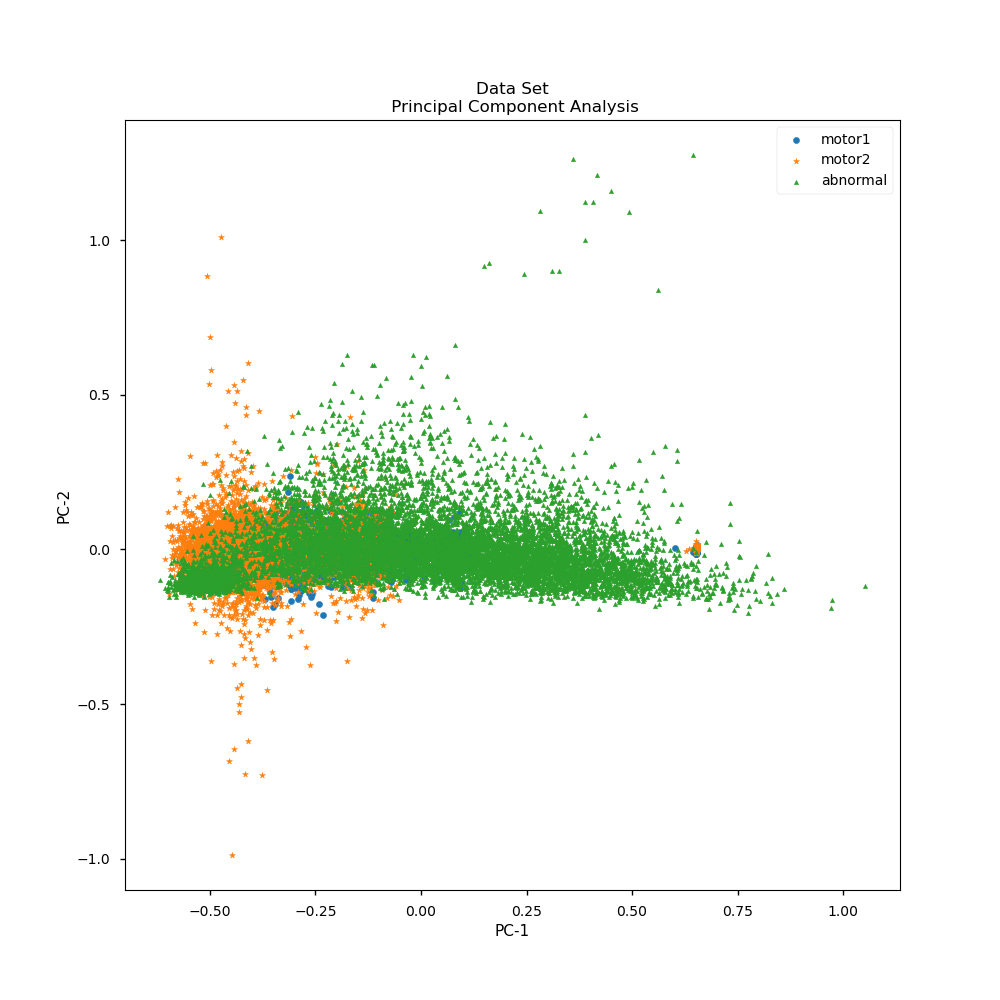 Data Set
Principal Component Analysis
motor1
motor2
abnormal
1.0
0.5
0.0
−0.5
−1.0
PC-2
−0.50
−0.25
0.00
0.25
0.50
0.75
1.00
PC-1